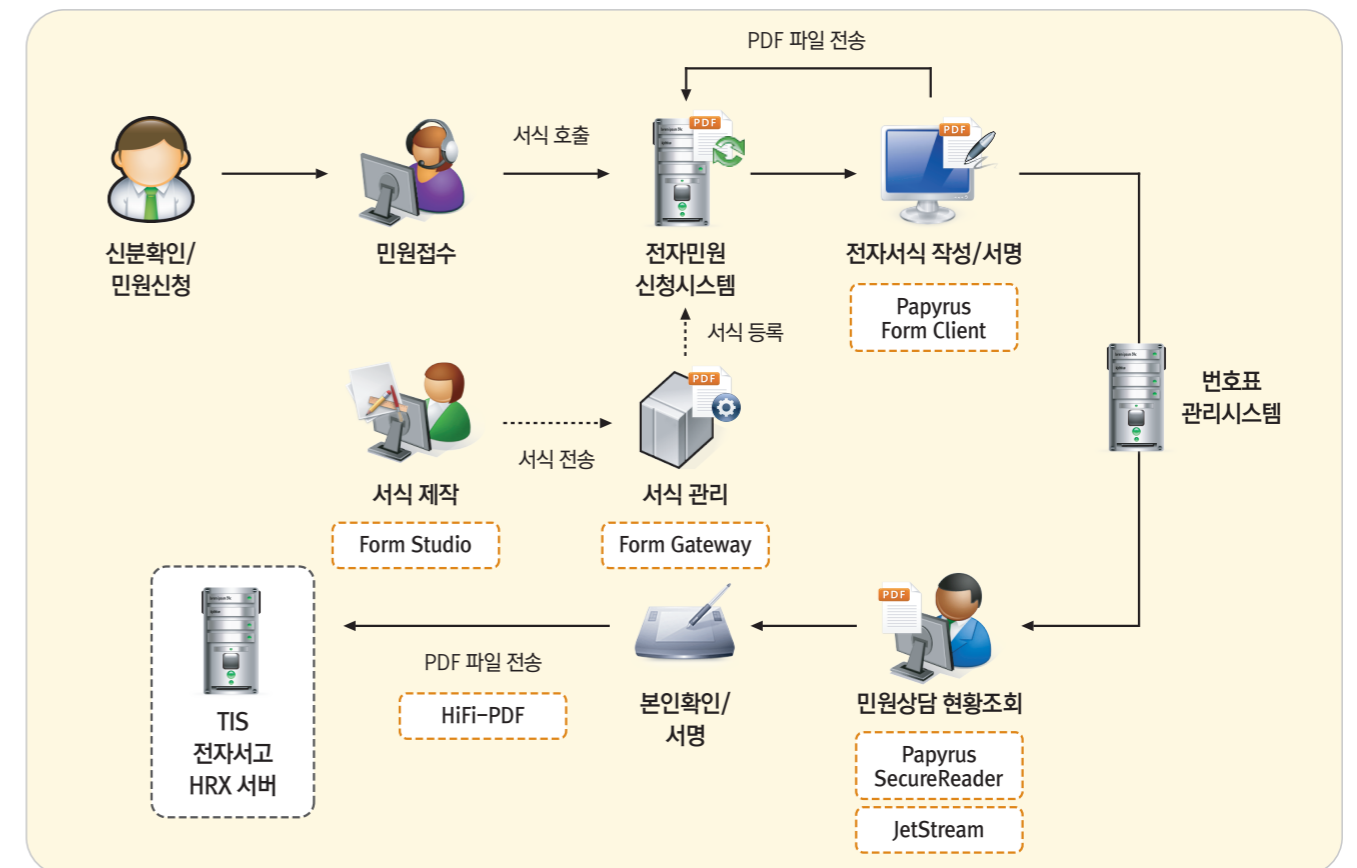 PDF 파일 전송
서식 호출
신분확인/
민원신청
민원접수
전자민원
신청시스템
전자서식 작성/서명
Papyrus
Form Client
서식 등록
번호표
관리시스템
서식 전송
서식 제작
Form Studio
서식 관리
Form Gateway
PDF
PDF
PDF
PDF
TIS
전자서고
HRX 서버
PDF 파일 전송
HiFi-PDF
본인확인/
서명
민원상담 현황조회
Papyrus
SecureReader
JetStream